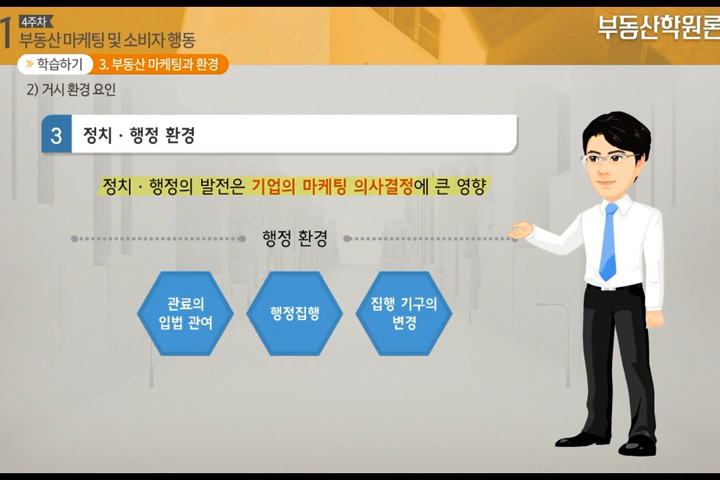 4주차
1 부동산 마케팅 및 소비자 행동
부동산학원론
» 학습하기 3. 부동산 마케팅과 환경
2) 거시 환경 요인
3 정치 · 행정 환경
정치 · 행정의 발전은 기업의 마케팅 의사결정에 큰 영향
행정 환경
관료의
입법 관여
행정집행
집행 기구의
변경